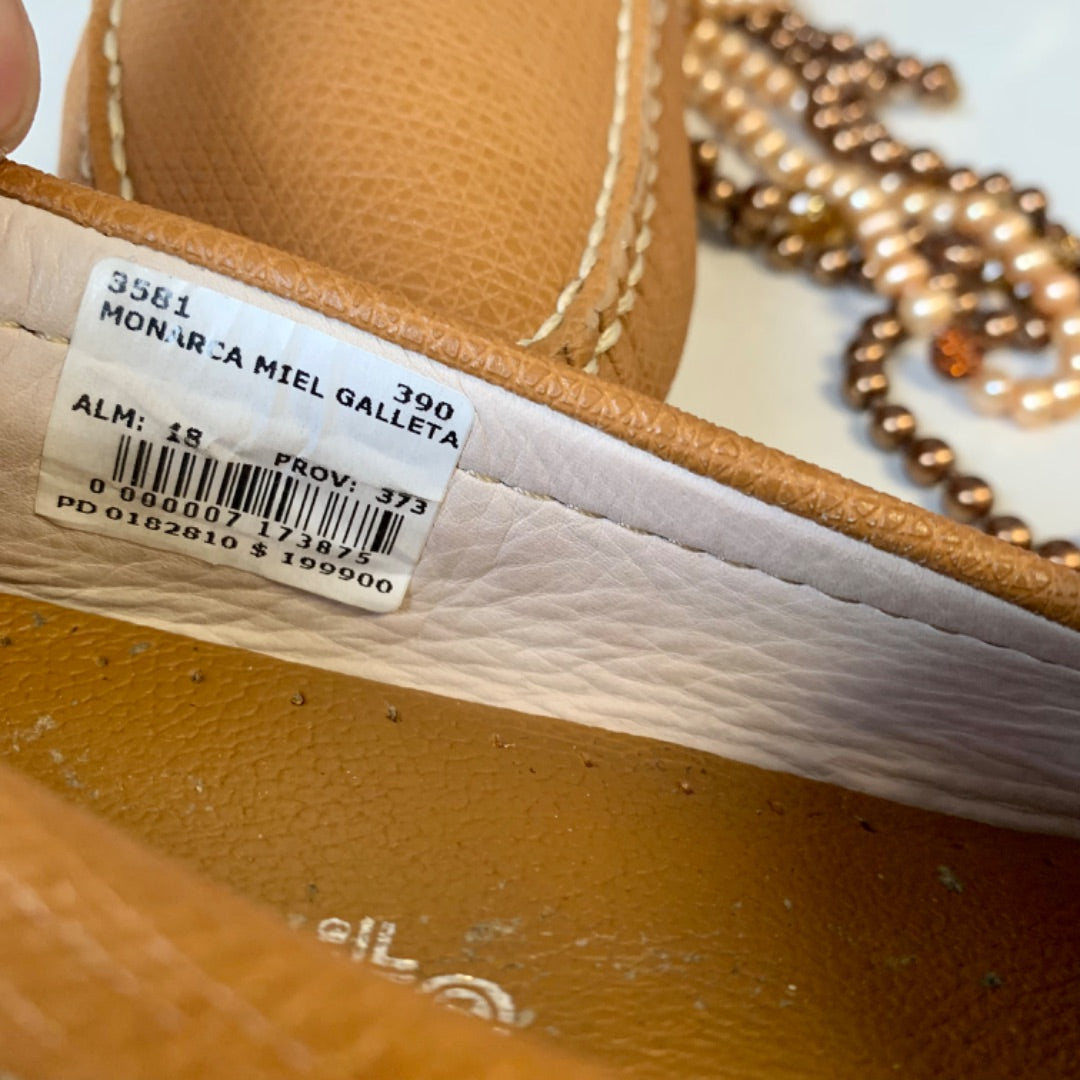 3581 390
MONARCA MIEL GALLETA
ALM: 18 PROV: 373
0 000007 173875
PD 0182810 $ 199900